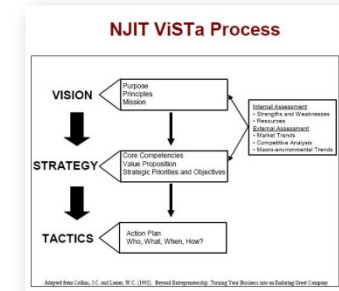 NJIT ViSTa Process
VISION
Purpose
Principles
Mission
Internal Assessment
• Strengths and Weaknesses
• Resources
External Assessment
• Market Trends
• Competitive Analysis
• Macro-environmental Trends
STRATEGY
Core Competencies
Value Proposition
Strategic Priorities and Objectives
TACTICS
Action Plan
Who, What, When, How?
Adapted from Collins, J.C. and Lazier, W.C. (1992). Beyond Entrepreneurship: Turning Your Business into an Enduring Great Company